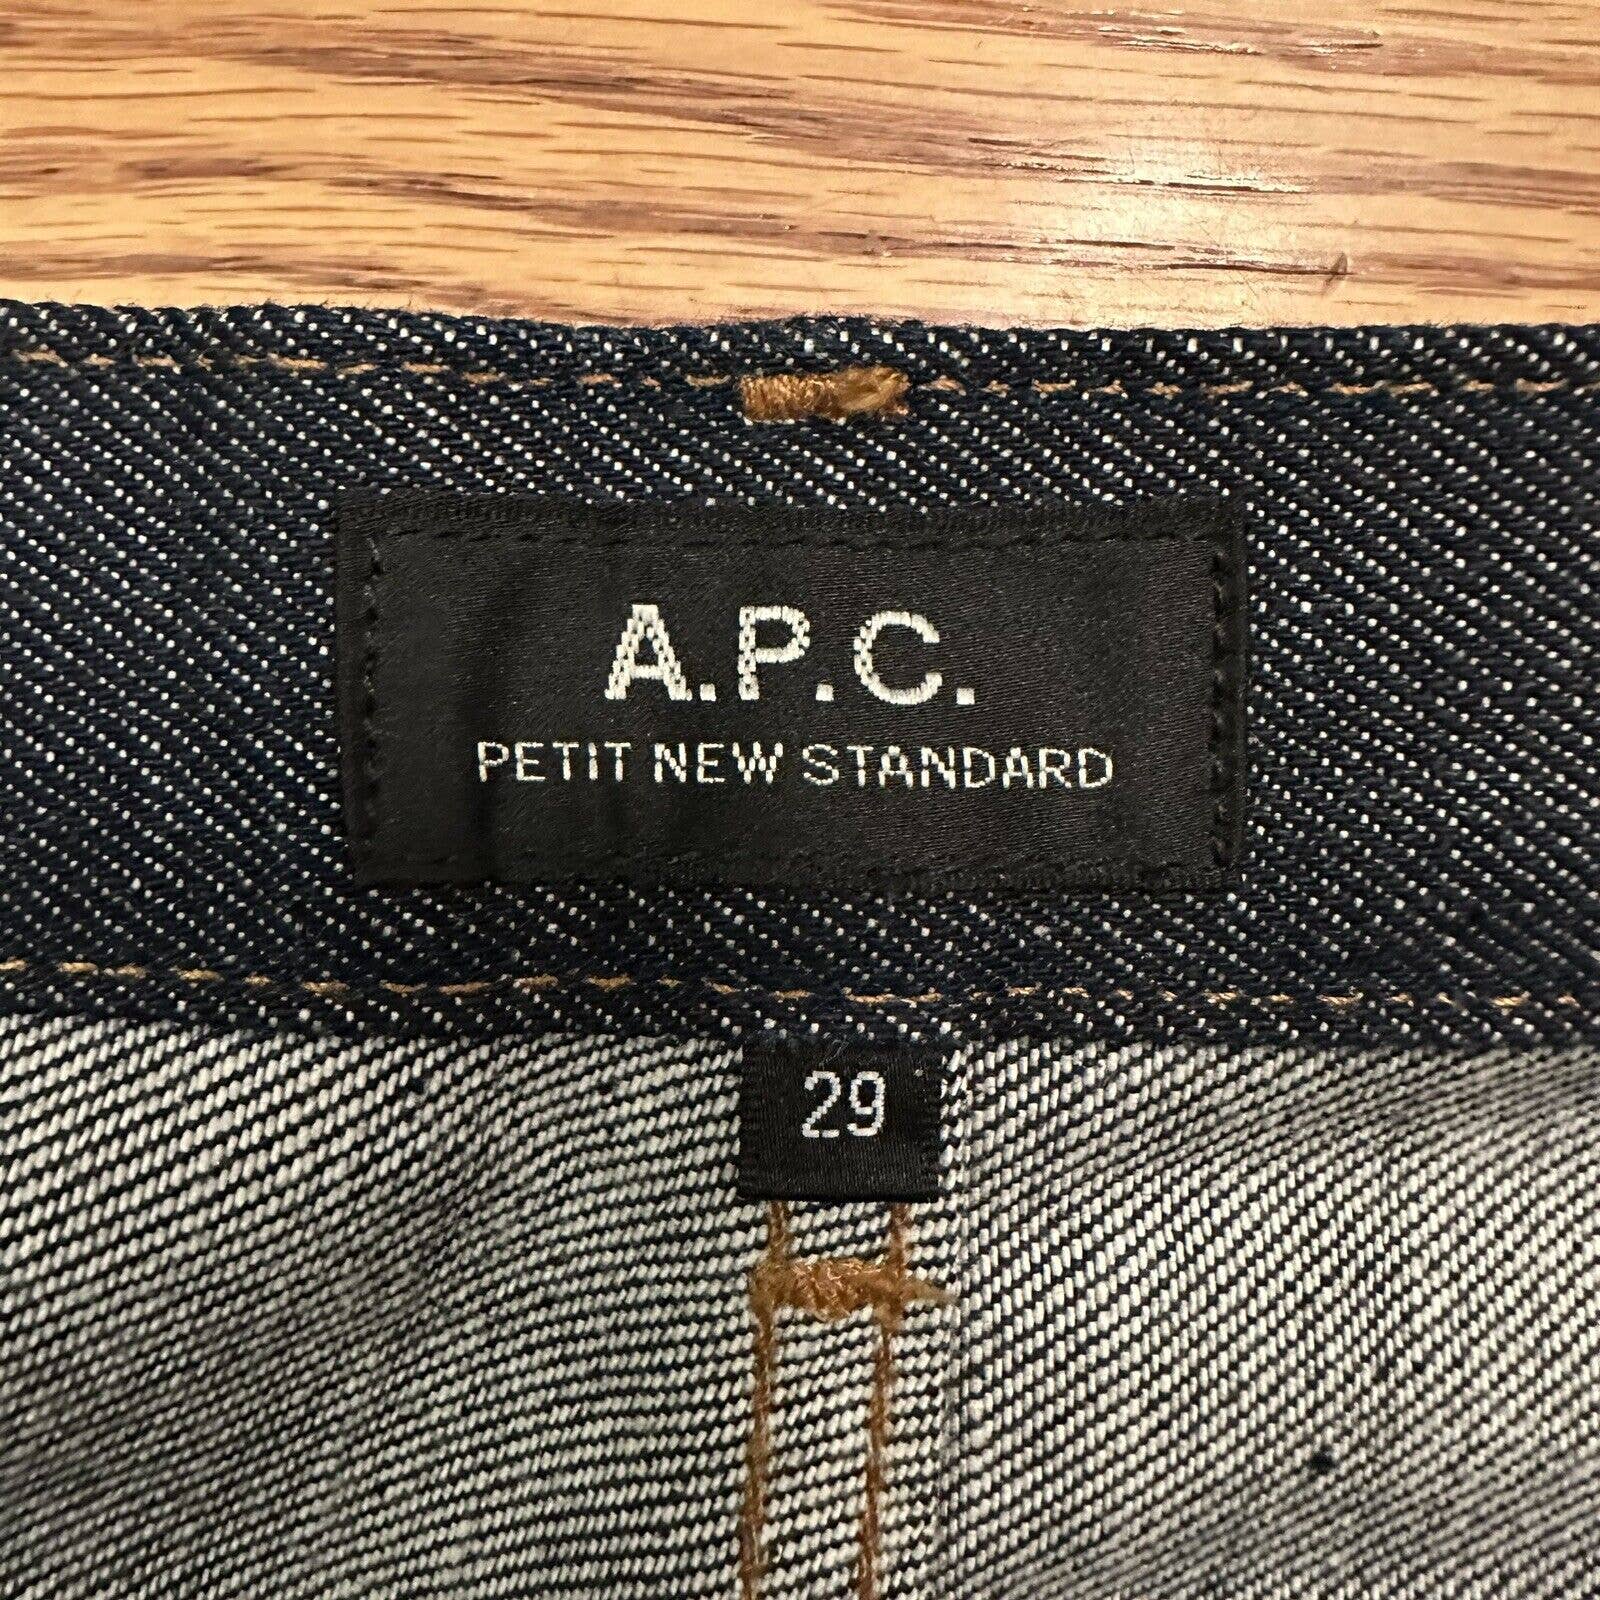 A.P.C.
PETIT NEW STANDARD
29